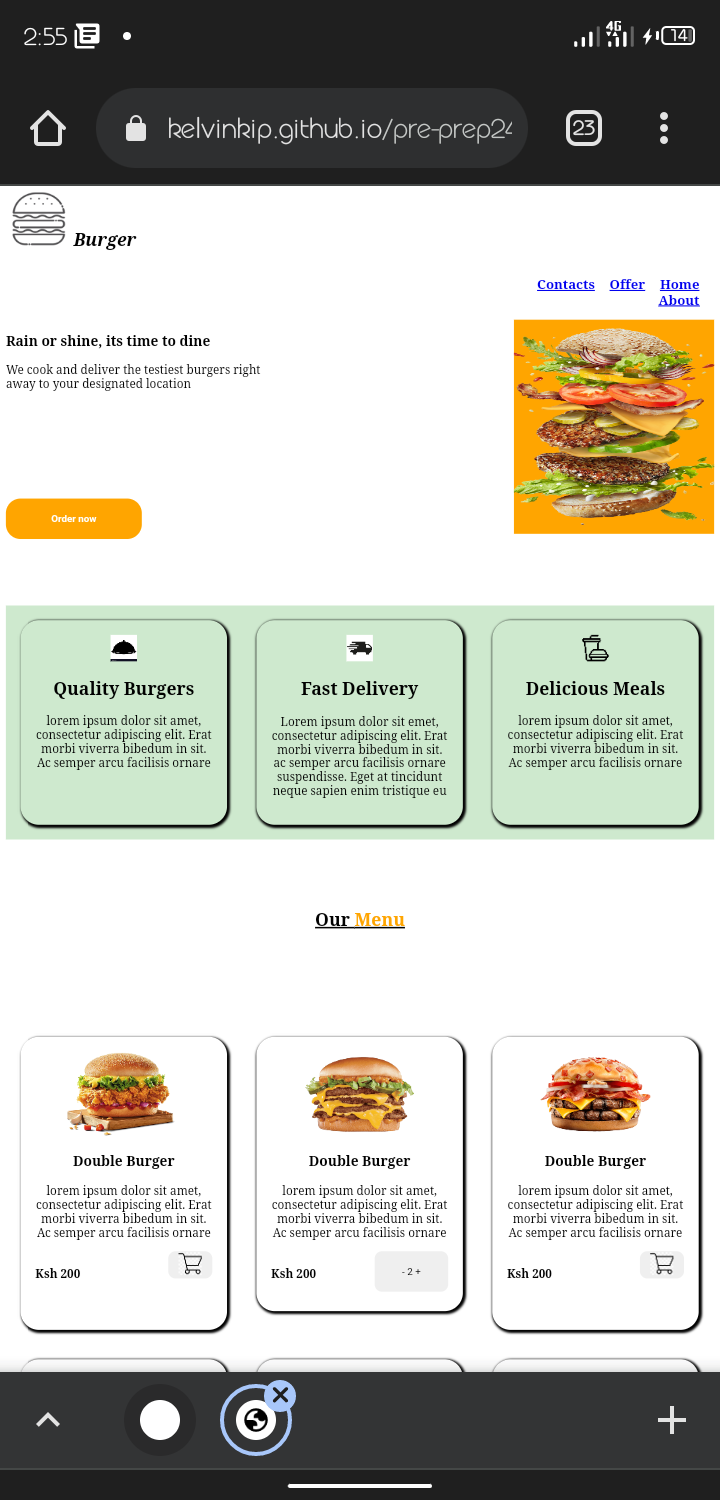 2:55
4G
14
kelvinkip.github.io/pre-prep24
23
Burger
Contacts Offer Home
About
Rain or shine, its time to dine
We cook and deliver the testiest burgers right
away to your designated location
Order now
Quality Burgers
lorem ipsum dolor sit amet,
consectetur adipiscing elit. Erat
morbi viverra bibedum in sit.
Ac semper arcu facilisis ornare
Fast Delivery
Lorem ipsum dolor sit emet,
consectetur adipiscing elit. Erat
morbi viverra bibedum in sit.
ac semper arcu facilisis ornare
suspendisse. Eget at tincidunt
neque sapien enim tristique eu
Delicious Meals
lorem ipsum dolor sit amet,
consectetur adipiscing elit. Erat
morbi viverra bibedum in sit.
Ac semper arcu facilisis ornare
Our Menu
Double Burger
lorem ipsum dolor sit amet,
consectetur adipiscing elit. Erat
morbi viverra bibedum in sit.
Ac semper arcu facilisis ornare
Ksh 200
Double Burger
lorem ipsum dolor sit amet,
consectetur adipiscing elit. Erat
morbi viverra bibedum in sit.
Ac semper arcu facilisis ornare
Ksh 200
- 2 +
Double Burger
lorem ipsum dolor sit amet,
consectetur adipiscing elit. Erat
morbi viverra bibedum in sit.
Ac semper arcu facilisis ornare
Ksh 200